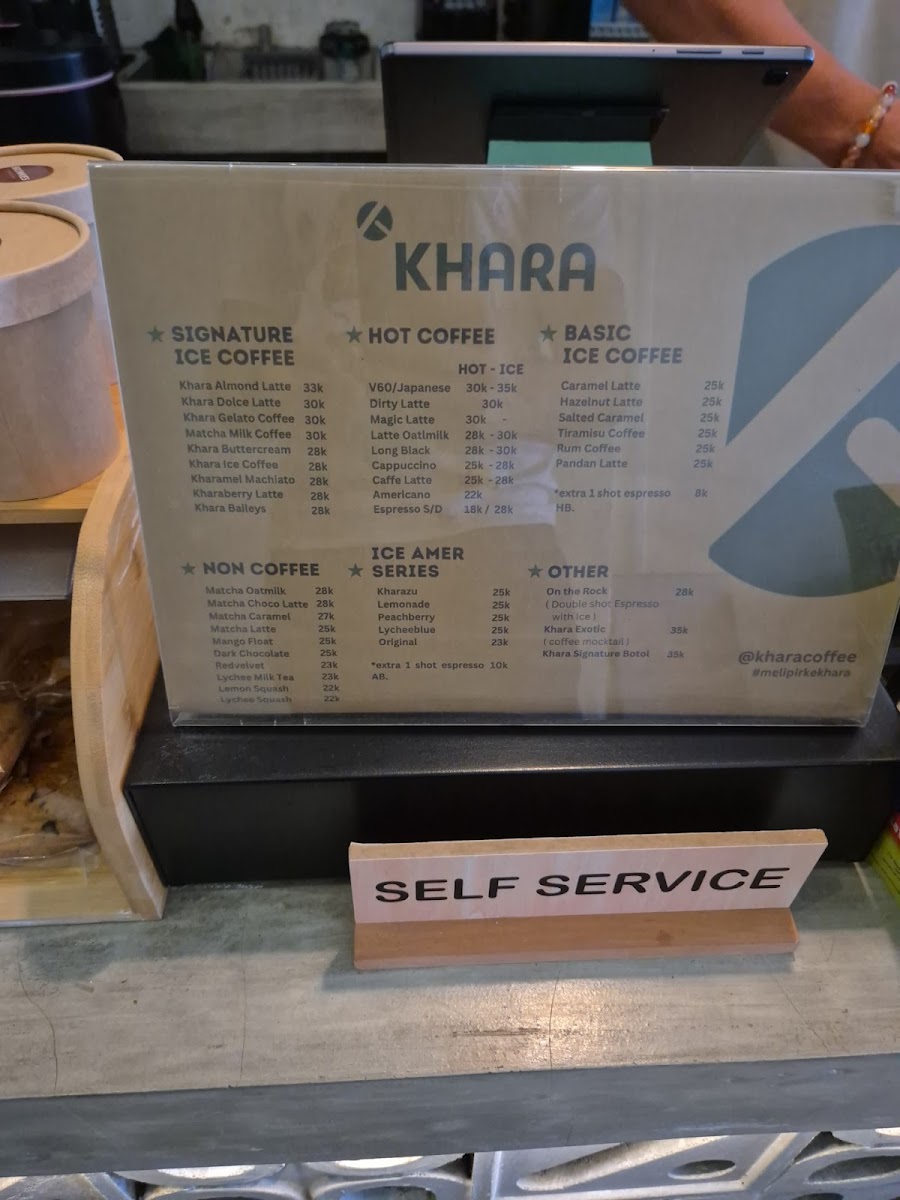 KHARA
SIGNATURE
ICE COFFEE
Khara Almond Latte 33k
Khara Dolce Latte 30k
Khara Gelato Coffee 30k
Matcha Milk Coffee 30k
Khara Buttercream 28k
Khara Ice Coffee 28k
Kharamel Machiato 28k
Kharaberry Latte 28k
Khara Baileys 28k
HOT COFFEE
HOT - ICE
V60/Japanese 30k - 35k
Dirty Latte 30k
Magic Latte 30k -
Latte Oatlmilk 28k - 30k
Long Black 28k - 30k
Cappuccino 25k - 28k
Caffe Latte 25k - 28k
Americano 22k
Espresso S/D 18k / 28k
BASIC
ICE COFFEE
Caramel Latte 25k
Hazelnut Latte 25k
Salted Caramel 25k
Tiramisu Coffee 25k
Rum Coffee 25k
Pandan Latte 25k
*extra 1 shot espresso 8k
HB.
NON COFFEE
Matcha Oatmilk 28k
Matcha Choco Latte 28k
Matcha Caramel 27k
Matcha Latte 25k
Mango Float 25k
Dark Chocolate 25k
Redvelvet 23k
Lychee Milk Tea 23k
Lemon Squash 22k
Lychee Squash 22k
ICE AMER
SERIES
Kharazu 25k
Lemonade 25k
Peachberry 25k
Lycheeblue 25k
Original 23k
*extra 1 shot espresso 10k
AB.
OTHER
On the Rock 28k
( Double shot Espresso
with ice )
Khara Exotic 35k
( coffee mocktail )
Khara Signature Botol 35k
@kharacoffee
#melipirkekhara
SELF SERVICE